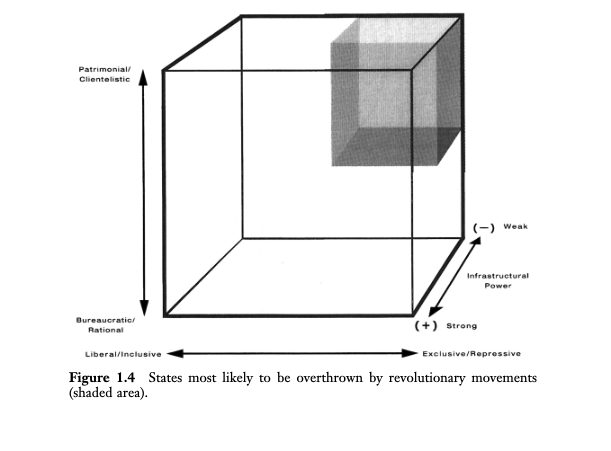 Patrimonial/
Clientelistic
(−) Weak
Infrastructural
Power
Bureaucratic/
Rational
(+) Strong
Liberal/Inclusive
Exclusive/Repressive
Figure 1.4 States most likely to be overthrown by revolutionary movements
(shaded area).